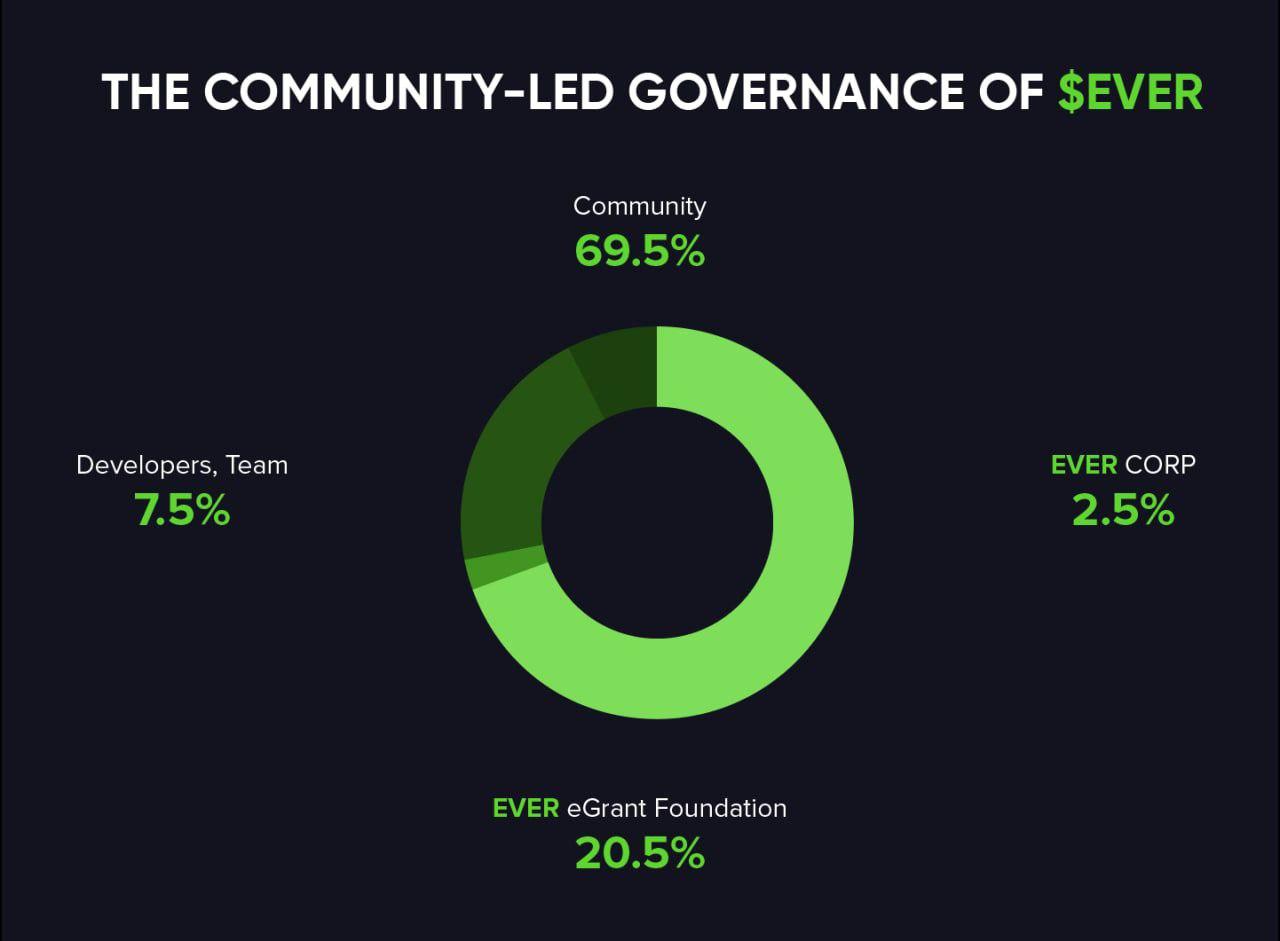 THE COMMUNITY-LED GOVERNANCE OF $EVER
Community
69.5%
Developers, Team
7.5%
EVER CORP
2.5%
EVER eGrant Foundation
20.5%